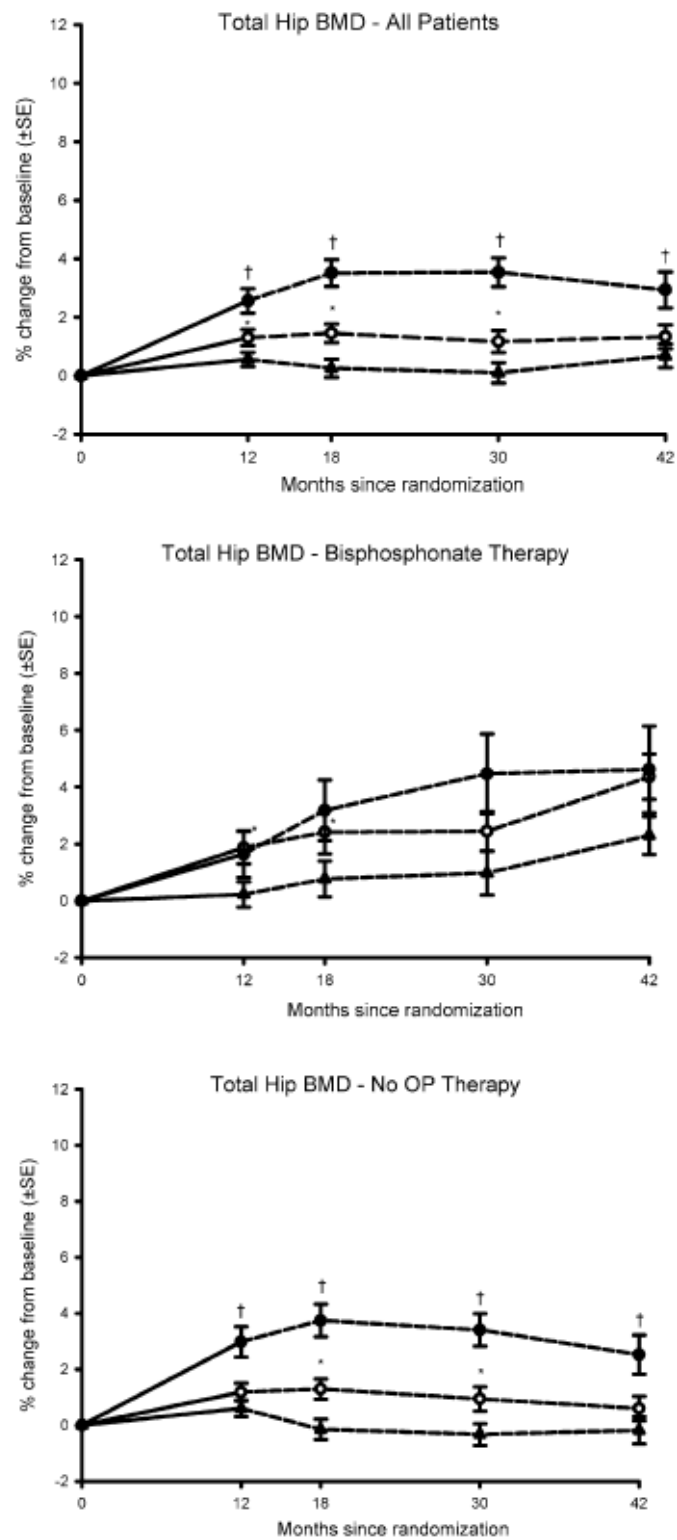 Total Hip BMD - All Patients
% change from baseline (±SE)
12
10
8
6
4
2
0
-2
† † † †
* * *
0 12 18 30 42
Months since randomization
Total Hip BMD - Bisphosphonate Therapy
% change from baseline (±SE)
12
10
8
6
4
2
0
-2
* *
0 12 18 30 42
Months since randomization
Total Hip BMD - No OP Therapy
% change from baseline (±SE)
12
10
8
6
4
2
0
-2
† † † †
* *
0 12 18 30 42
Months since randomization